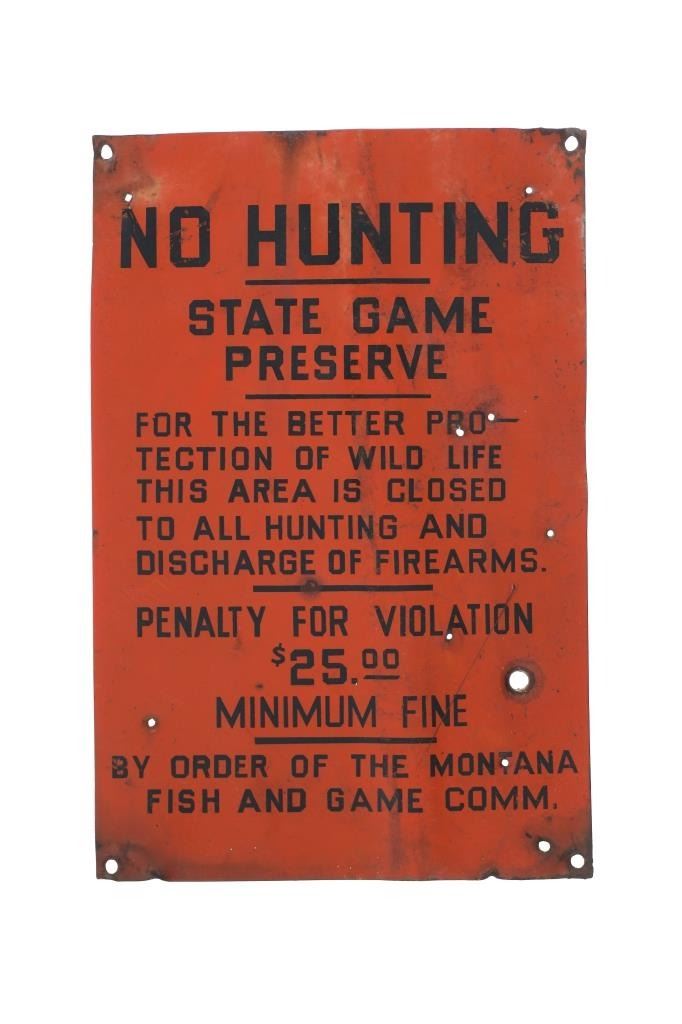 NO HUNTING
STATE GAME
PRESERVE
FOR THE BETTER PRO-
TECTION OF WILD LIFE
THIS AREA IS CLOSED
TO ALL HUNTING AND
DISCHARGE OF FIREARMS.
PENALTY FOR VIOLATION
$25.00
MINIMUM FINE
BY ORDER OF THE MONTANA
FISH AND GAME COMM.